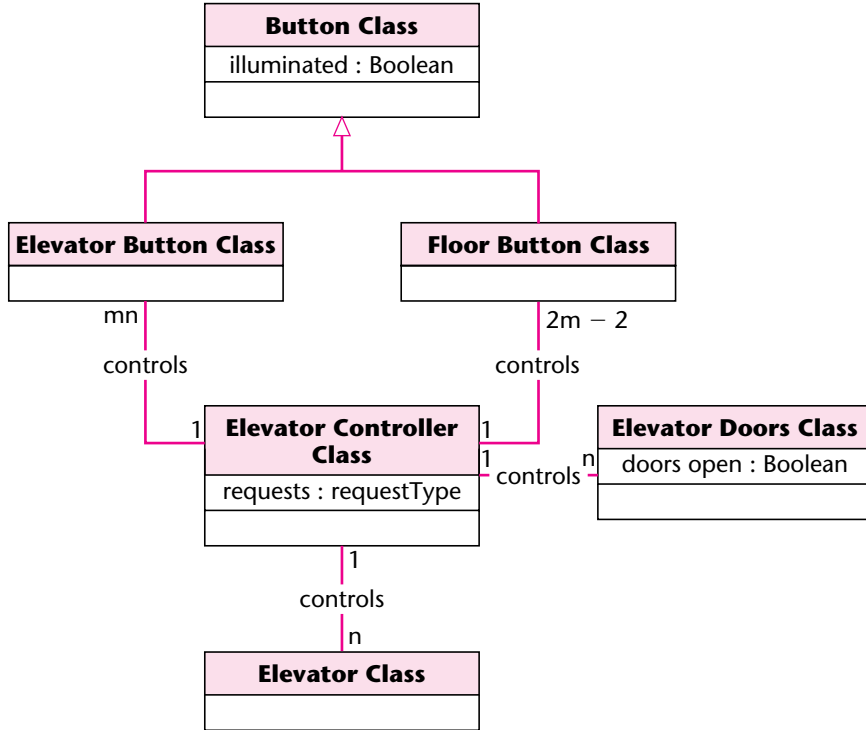 Button Class
illuminated : Boolean
Elevator Button Class
Floor Button Class
mn
2m − 2
controls
controls
1
Elevator Controller
Class
1
1
controls
n
Elevator Doors Class
doors open : Boolean
requests : requestType
1
controls
n
Elevator Class